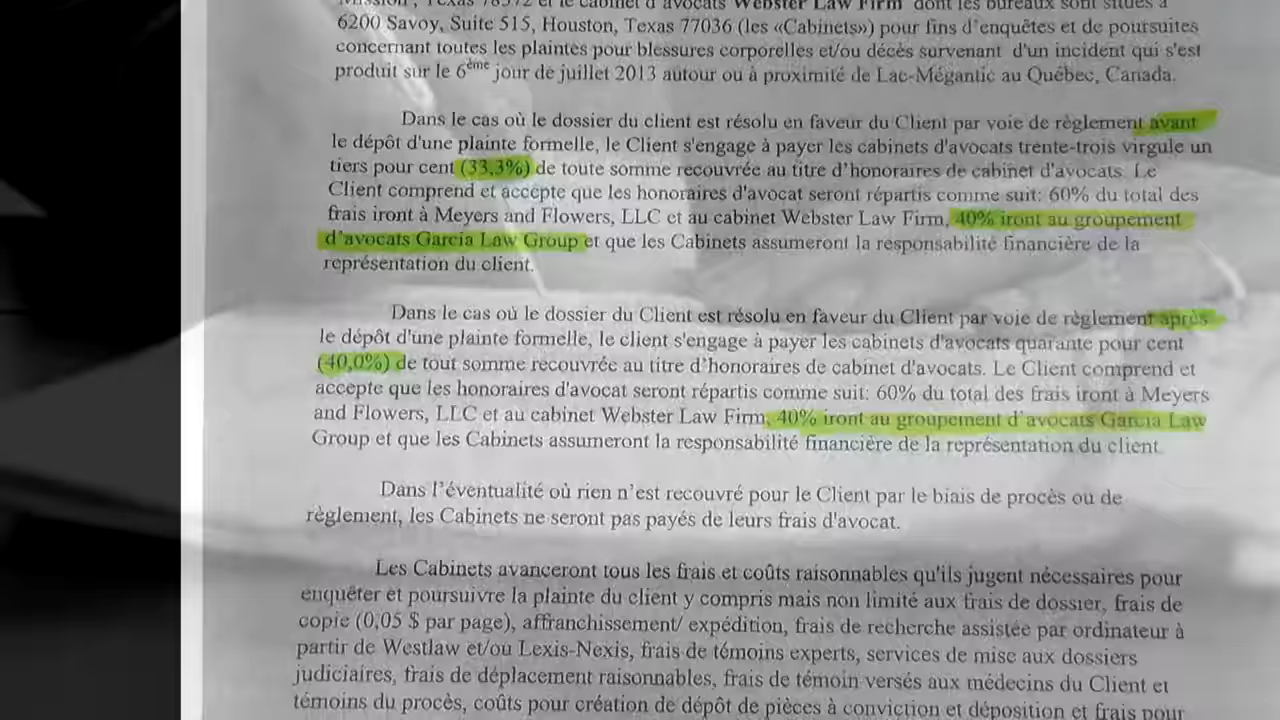 Mission, Texas 78572 et le cabinet d'avocats Webster Law Firm dont les bureaux sont situés à
6200 Savoy, Suite 515, Houston, Texas 77036 (les «Cabinets») pour fins d'enquêtes et de poursuites
concernant toutes les plaintes pour blessures corporelles et/ou décès survenant d'un incident qui s'est
produit sur le 6ème jour de juillet 2013 autour ou à proximité de Lac-Mégantic au Québec, Canada.
Dans le cas où le dossier du client est résolu en faveur du Client par voie de règlement avant
le dépôt d'une plainte formelle, le Client s'engage à payer les cabinets d'avocats trente-trois virgule un
tiers pour cent (33,3%) de toute somme recouvrée au titre d'honoraires de cabinet d'avocats. Le
Client comprend et accepte que les honoraires d'avocat seront répartis comme suit: 60% du total des
frais iront à Meyers and Flowers, LLC et au cabinet Webster Law Firm, 40% iront au groupement
d'avocats Garcia Law Group et que les Cabinets assumeront la responsabilité financière de la
représentation du client.
Dans le cas où le dossier du Client est résolu en faveur du Client par voie de règlement après
le dépôt d'une plainte formelle, le client s'engage à payer les cabinets d'avocats quarante pour cent
(40,0%) de tout somme recouvrée au titre d'honoraires de cabinet d'avocats. Le Client comprend et
accepte que les honoraires d'avocat seront répartis comme suit: 60% du total des frais iront à Meyers
and Flowers, LLC et au cabinet Webster Law Firm, 40% iront au groupement d'avocats Garcia Law
Group et que les Cabinets assumeront la responsabilité financière de la représentation du client.
Dans l'éventualité où rien n'est recouvré pour le Client par le biais de procès ou de
règlement, les Cabinets ne seront pas payés de leurs frais d'avocat.
Les Cabinets avanceront tous les frais et coûts raisonnables qu'ils jugent nécessaires pour
enquêter et poursuivre la plainte du client y compris mais non limité aux frais de dossier, frais de
copie (0,05 $ par page), affranchissement/ expédition, frais de recherche assistée par ordinateur à
partir de Westlaw et/ou Lexis-Nexis, frais de témoins experts, services de mise aux dossiers
judiciaires, frais de déplacement raisonnables, frais de témoin versés aux médecins du Client et
témoins du procès, coûts pour création de dépôt de pièces à conviction et déposition et frais pour